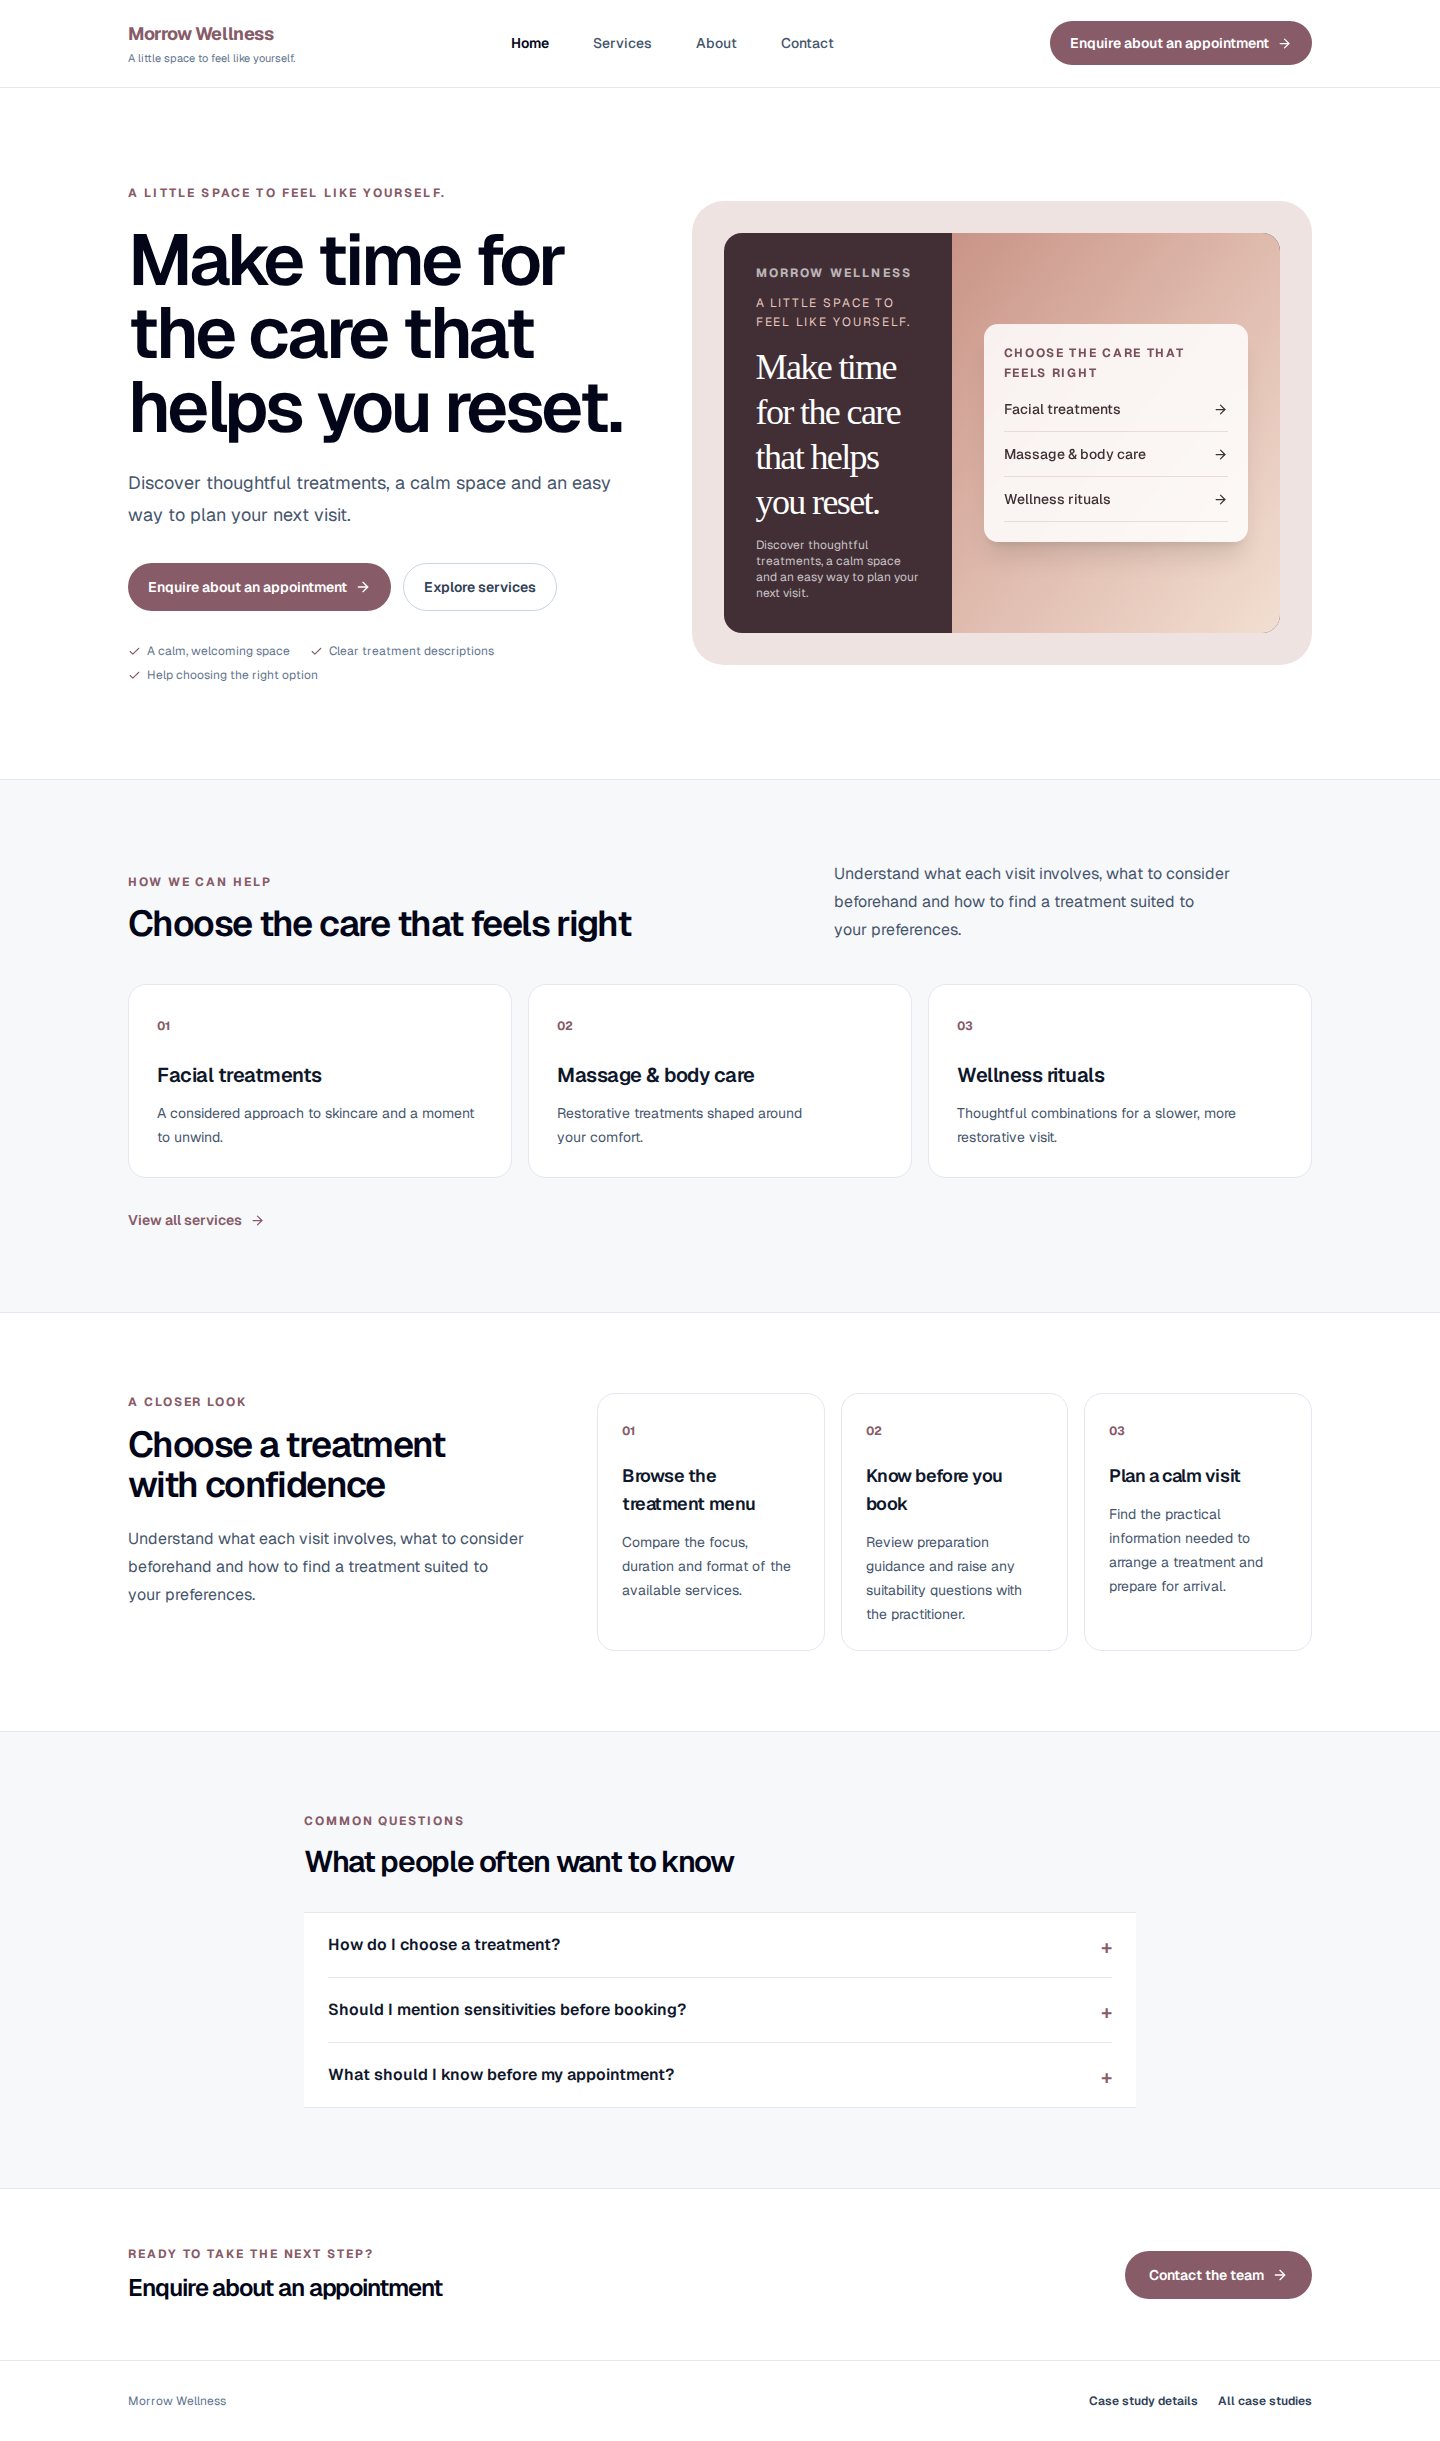 Morrow Wellness
A little space to feel like yourself.
Home
Services
About
Contact
Enquire about an appointment
A LITTLE SPACE TO FEEL LIKE YOURSELF.
Make time for
the care that
helps you reset.
Discover thoughtful treatments, a calm space and an easy
way to plan your next visit.
Enquire about an appointment
Explore services
A calm, welcoming space
Clear treatment descriptions
Help choosing the right option
MORROW WELLNESS
A LITTLE SPACE TO
FEEL LIKE YOURSELF.
Make time
for the care
that helps
you reset.
Discover thoughtful
treatments, a calm space
and an easy way to plan your
next visit.
CHOOSE THE CARE THAT
FEELS RIGHT
Facial treatments
Massage & body care
Wellness rituals
HOW WE CAN HELP
Choose the care that feels right
Understand what each visit involves, what to consider
beforehand and how to find a treatment suited to
your preferences.
01
Facial treatments
A considered approach to skincare and a moment
to unwind.
02
Massage & body care
Restorative treatments shaped around
your comfort.
03
Wellness rituals
Thoughtful combinations for a slower, more
restorative visit.
View all services
A CLOSER LOOK
Choose a treatment
with confidence
Understand what each visit involves, what to consider
beforehand and how to find a treatment suited to
your preferences.
01
Browse the
treatment menu
Compare the focus,
duration and format of the
available services.
02
Know before you
book
Review preparation
guidance and raise any
suitability questions with
the practitioner.
03
Plan a calm visit
Find the practical
information needed to
arrange a treatment and
prepare for arrival.
COMMON QUESTIONS
What people often want to know
How do I choose a treatment?
+
Should I mention sensitivities before booking?
+
What should I know before my appointment?
+
READY TO TAKE THE NEXT STEP?
Enquire about an appointment
Contact the team
Morrow Wellness
Case study details
All case studies